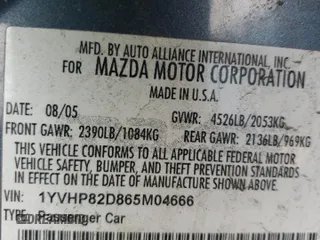 MFD. BY AUTO ALLIANCE INTERNATIONAL, INC.
FOR MAZDA MOTOR CORPORATION
MADE IN U.S.A.
DATE: 08/05 GVWR: 4526LB/2053KG
FRONT GAWR: 2390LB/1084KG REAR GAWR: 2136LB/969KG
THIS VEHICLE CONFORMS TO ALL APPLICABLE FEDERAL MOTOR
VEHICLE SAFETY, BUMPER, AND THEFT PREVENTION STANDARDS
IN EFFECT ON THE DATE OF MANUFACTURE SHOWN ABOVE.
VIN: 1YVHP82D865M04666
TYPE: Passenger Car